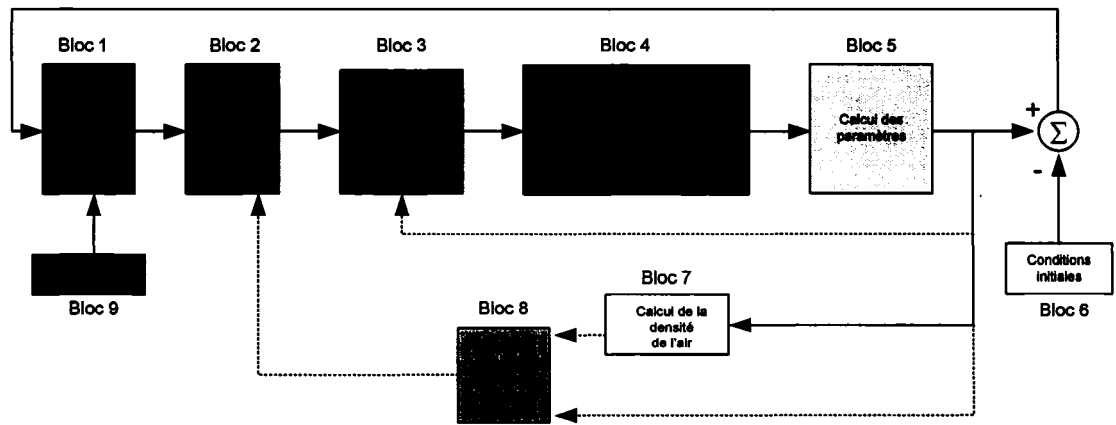 Bloc 1
Bloc 2
Bloc 3
Bloc 4
Bloc 5
Calcul des
paramètres
+
Σ
-
Conditions
initiales
Bloc 6
Bloc 9
Bloc 7
Calcul de la
densité
de l'air
Bloc 8